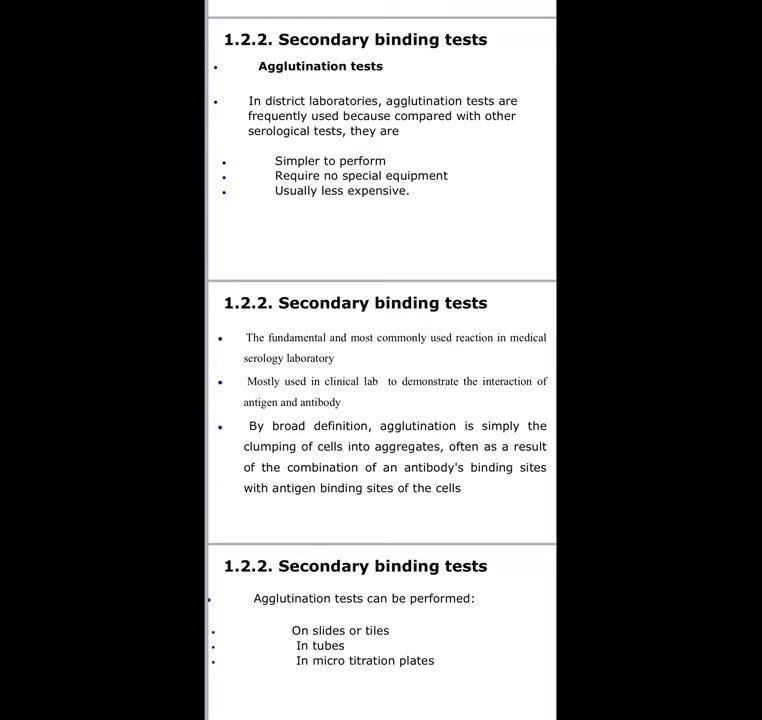 1.2.2. Secondary binding tests
• Agglutination tests
• In district laboratories, agglutination tests are
frequently used because compared with other
serological tests, they are
• Simpler to perform
• Require no special equipment
• Usually less expensive.
1.2.2. Secondary binding tests
• The fundamental and most commonly used reaction in medical
serology laboratory
• Mostly used in clinical lab to demonstrate the interaction of
antigen and antibody
• By broad definition, agglutination is simply the
clumping of cells into aggregates, often as a result
of the combination of an antibody's binding sites
with antigen binding sites of the cells
1.2.2. Secondary binding tests
• Agglutination tests can be performed:
• On slides or tiles
• In tubes
• In micro titration plates